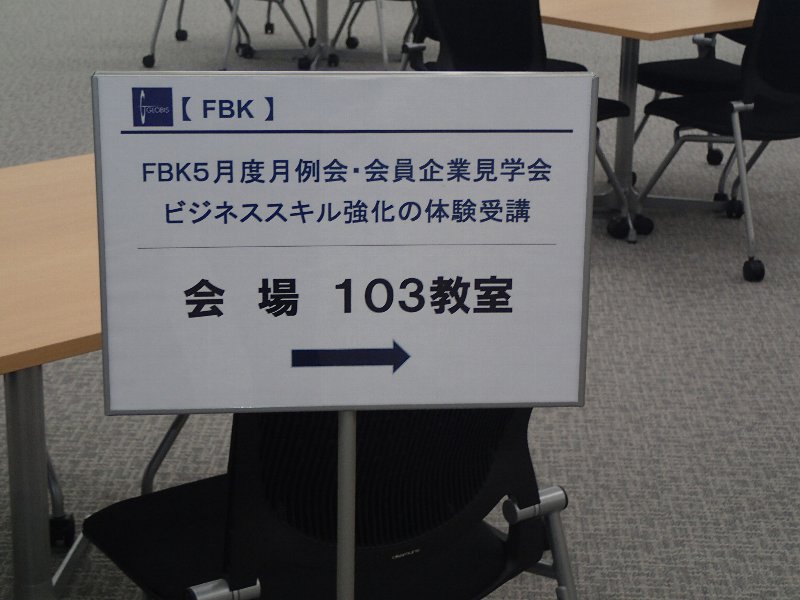 GLOBIS
【 FBK 】
FBK5月度月例会・会員企業見学会
ビジネススキル強化の体験受講
会 場 103教室